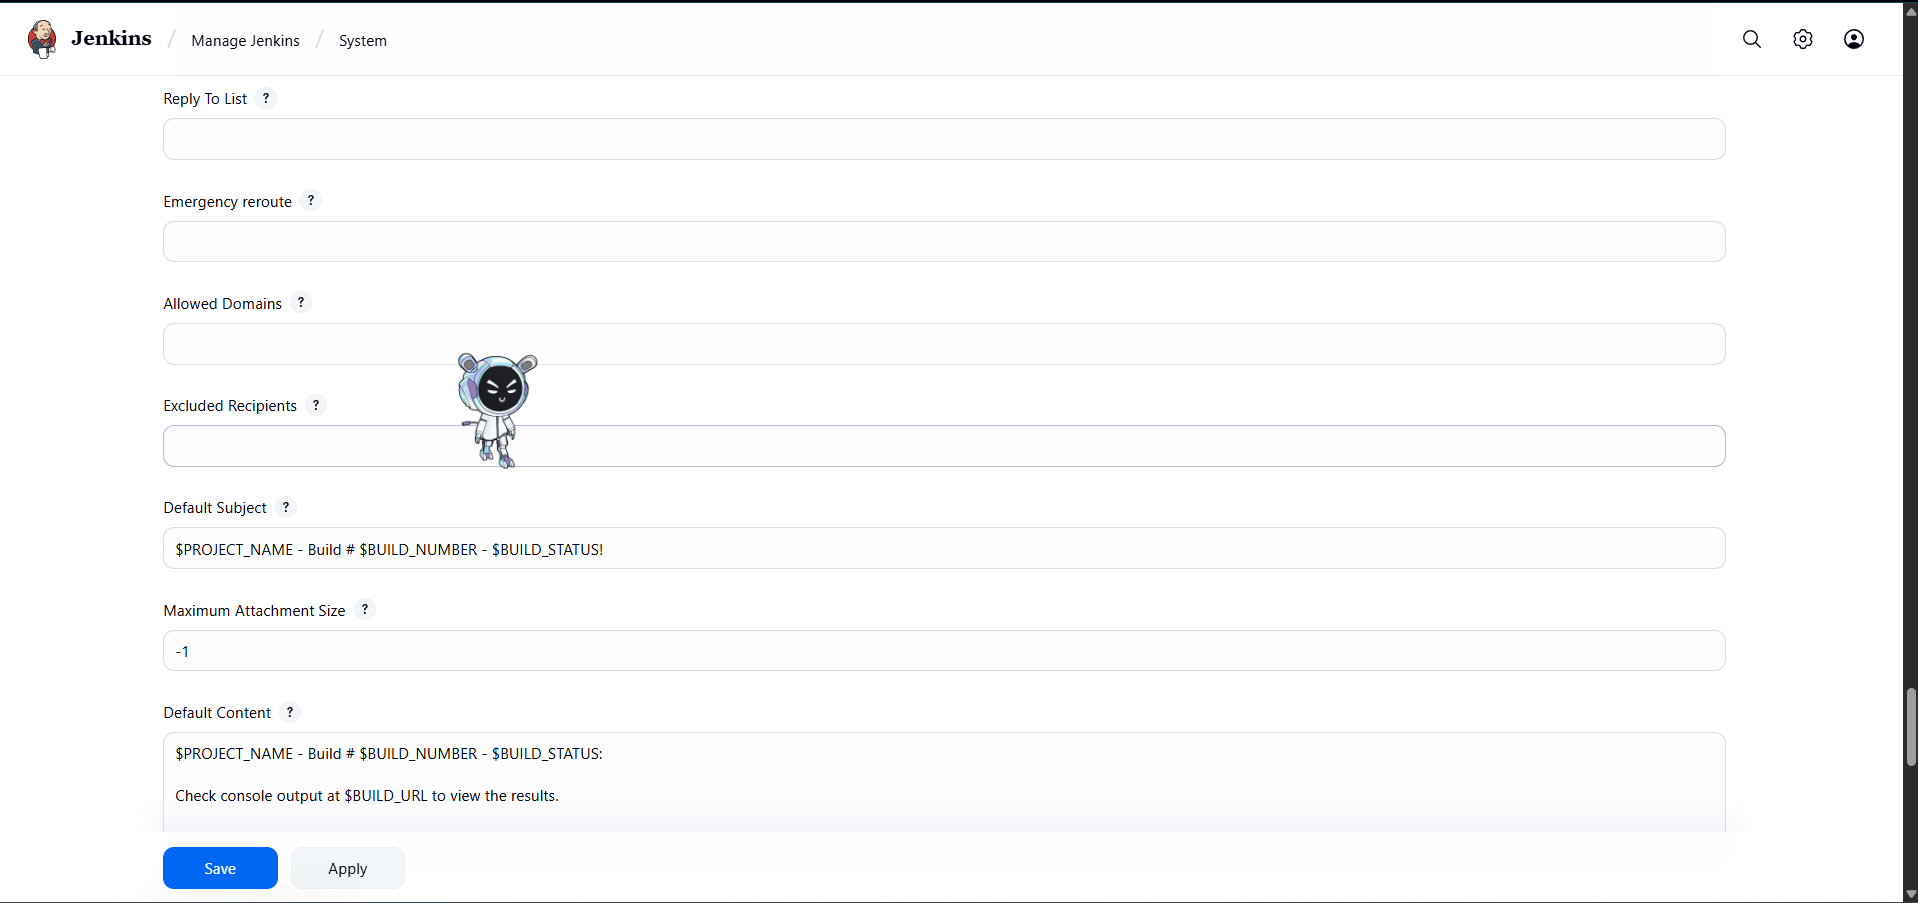 Jenkins / Manage Jenkins / System
Reply To List ?
Emergency reroute ?
Allowed Domains ?
Excluded Recipients ?
Default Subject ?
$PROJECT_NAME - Build # $BUILD_NUMBER - $BUILD_STATUS!
Maximum Attachment Size ?
-1
Default Content ?
$PROJECT_NAME - Build # $BUILD_NUMBER - $BUILD_STATUS:
Check console output at $BUILD_URL to view the results.
Save Apply